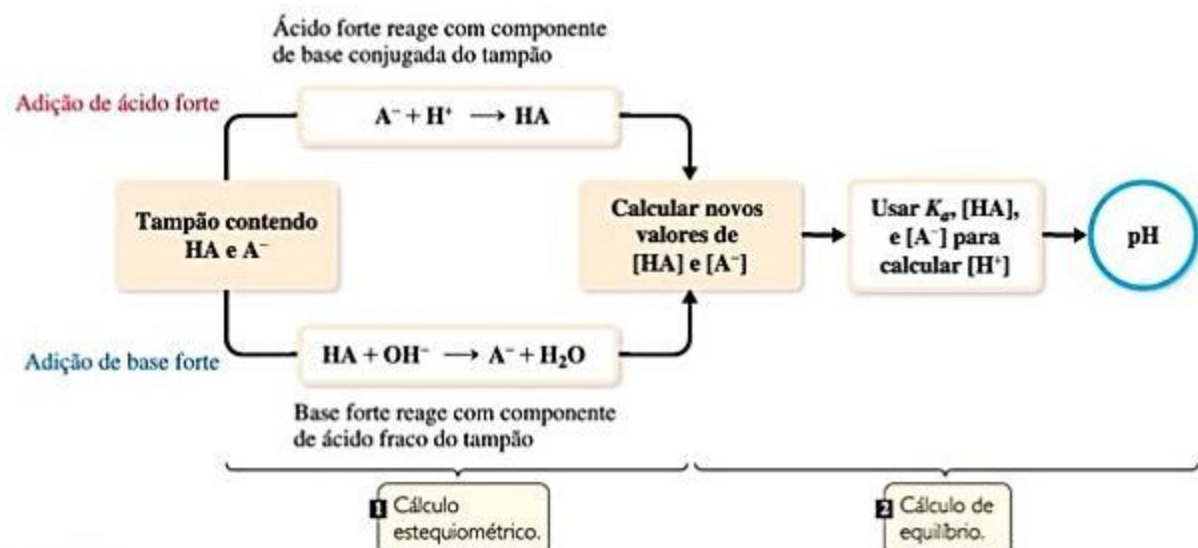 Ácido forte reage com componente
de base conjugada do tampão
Adição de ácido forte
A⁻ + H⁺ ⟶ HA
Tampão contendo
HA e A⁻
Calcular novos
valores de
[HA] e [A⁻]
Usar Kₐ, [HA],
e [A⁻] para
calcular [H⁺]
pH
Adição de base forte
HA + OH⁻ ⟶ A⁻ + H₂O
Base forte reage com componente
de ácido fraco do tampão
1 Cálculo
estequiométrico.
2 Cálculo de
equilíbrio.